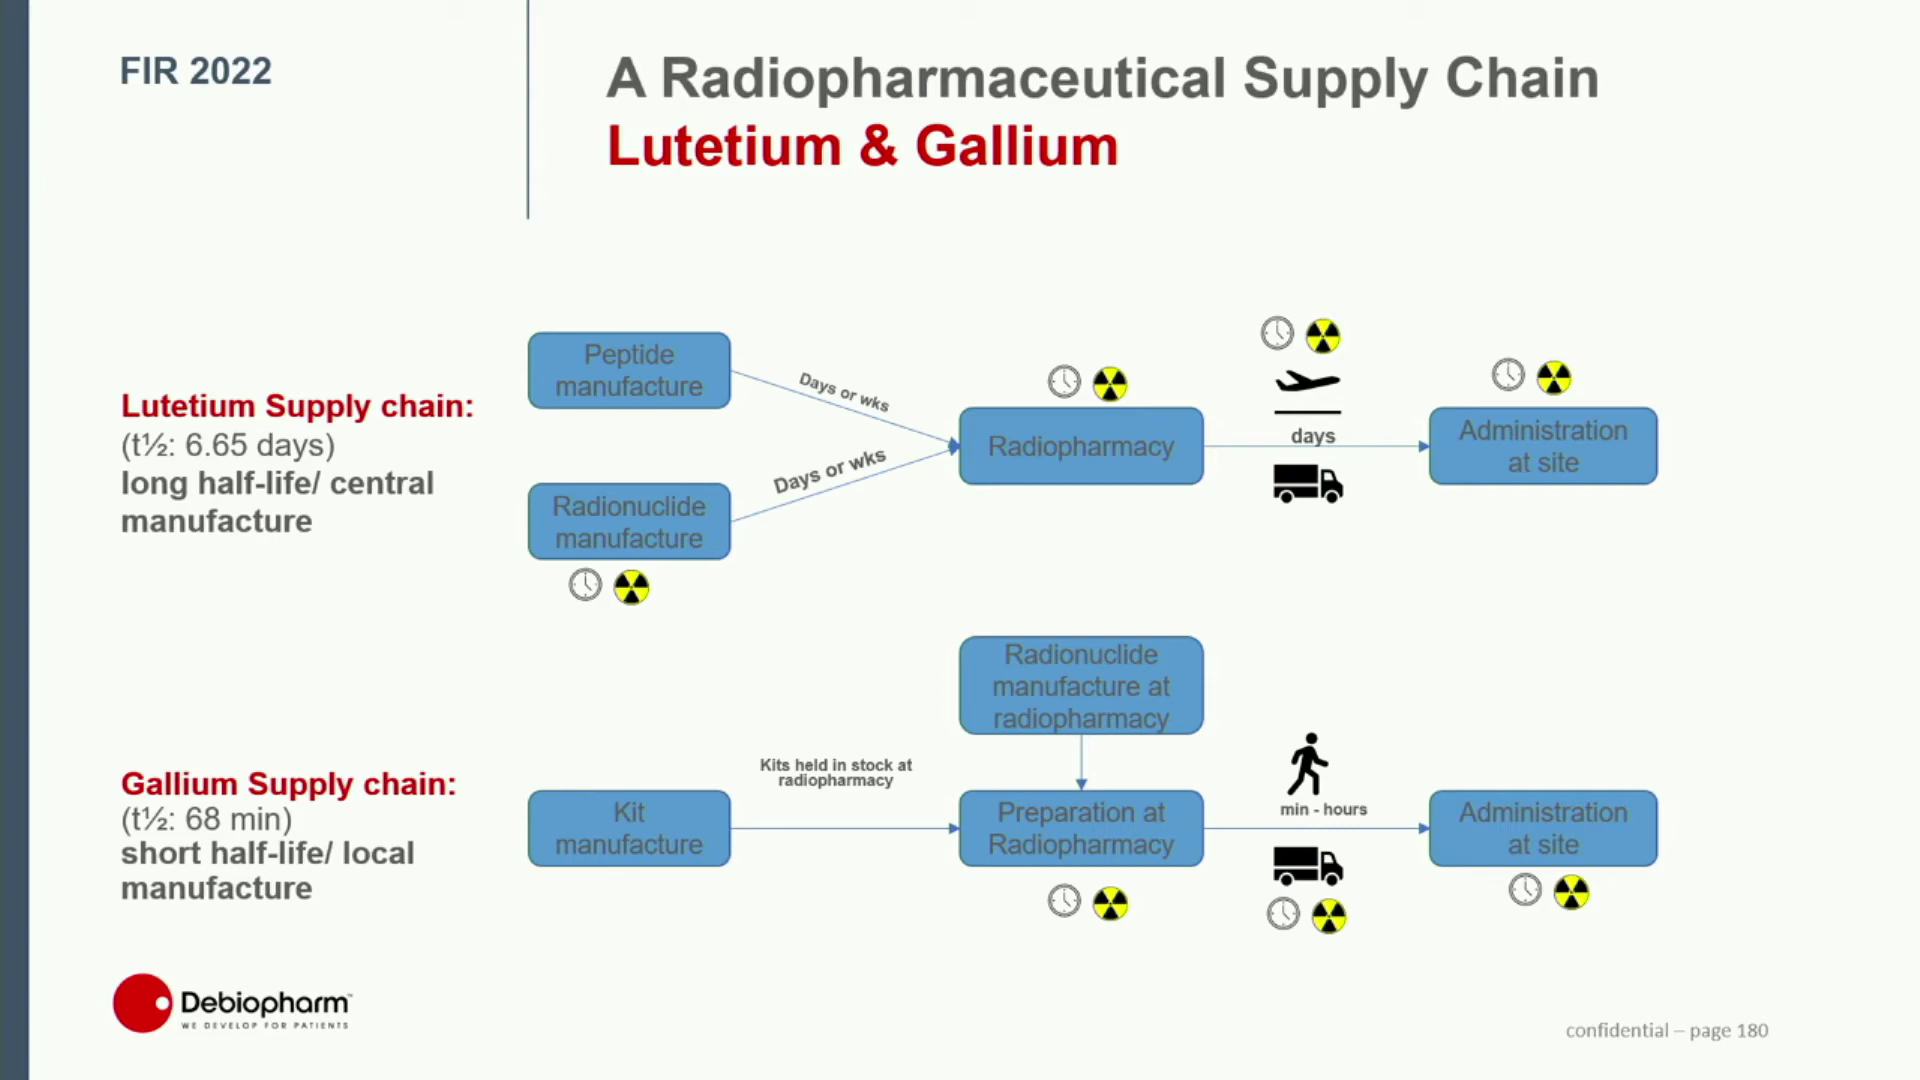 FIR 2022
A Radiopharmaceutical Supply Chain
Lutetium & Gallium
Lutetium Supply chain:
(t½: 6.65 days)
long half-life/ central
manufacture
Peptide
manufacture
Days or wks
Radionuclide
manufacture
Days or wks
Radiopharmacy
days
Administration
at site
Gallium Supply chain:
(t½: 68 min)
short half-life/ local
manufacture
Kit
manufacture
Kits held in stock at
radiopharmacy
Radionuclide
manufacture at
radiopharmacy
Preparation at
Radiopharmacy
min - hours
Administration
at site
Debiopharm™
WE DEVELOP FOR PATIENTS
confidential – page 180